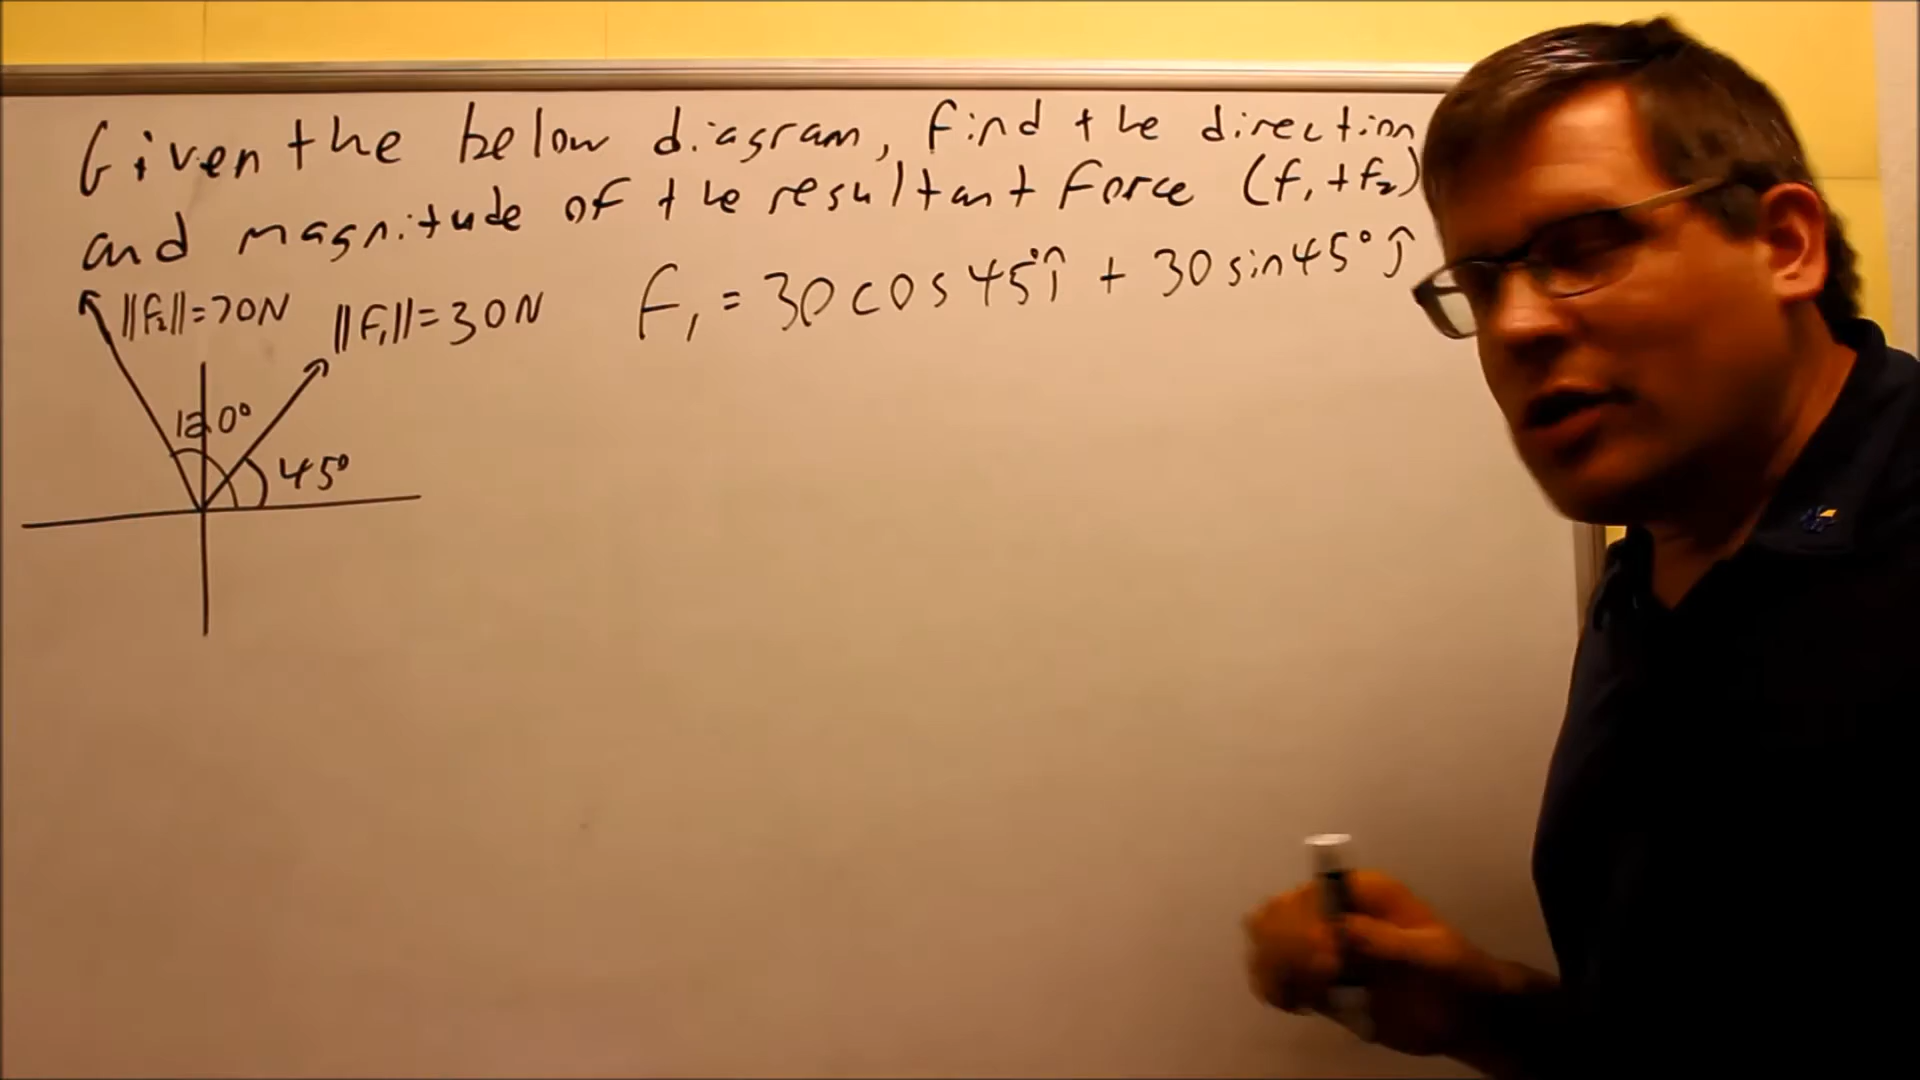 Given the below diagram, find the direction
and magnitude of the resultant force (f₁+f₂)
‖F₂‖=70N
‖F₁‖=30N
F₁ = 30cos45°î + 30sin45°ĵ
120°
45°